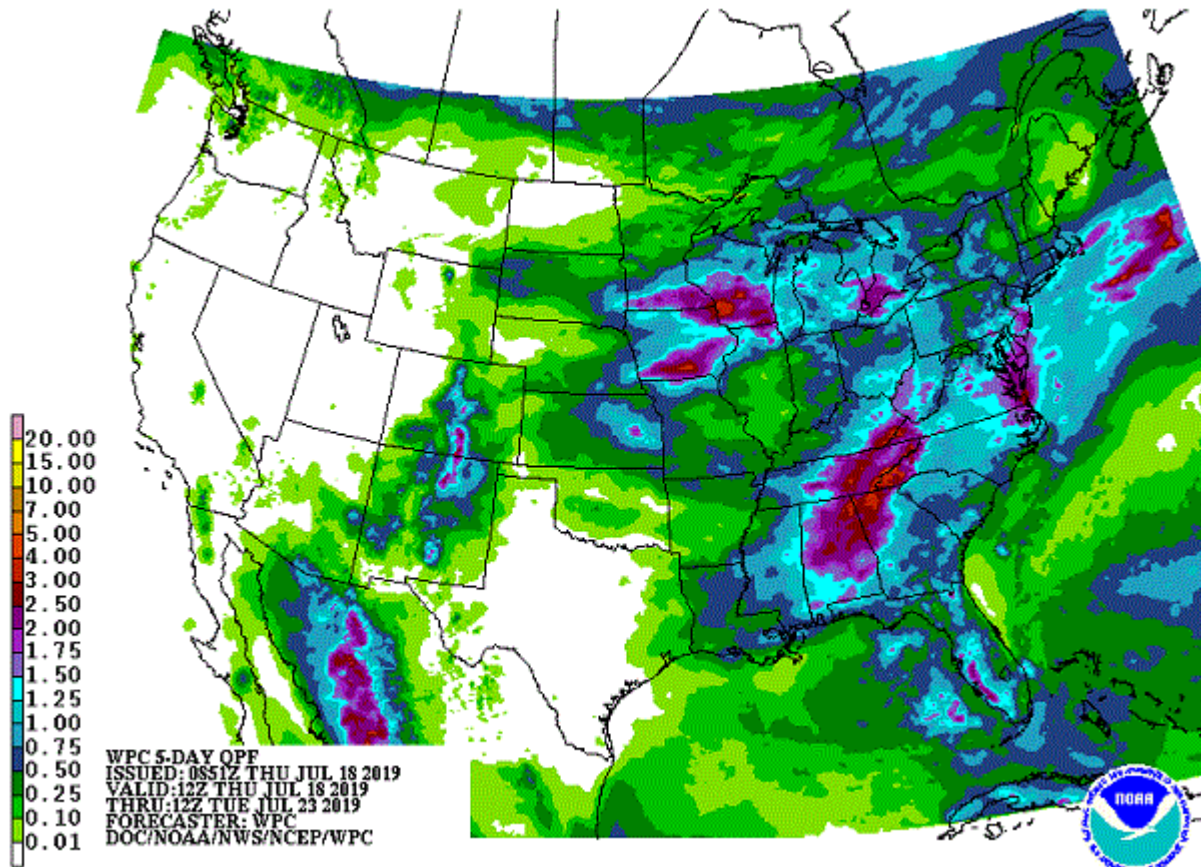 20.00
15.00
10.00
7.00
5.00
4.00
3.00
2.50
2.00
1.75
1.50
1.25
1.00
0.75
0.50
0.25
0.10
0.01
WPC 5-DAY QPF
ISSUED: 0851Z THU JUL 18 2019
VALID:12Z THU JUL 18 2019
THRU:12Z TUE JUL 23 2019
FORECASTER: WPC
DOC/NOAA/NWS/NCEP/WPC
NOAA